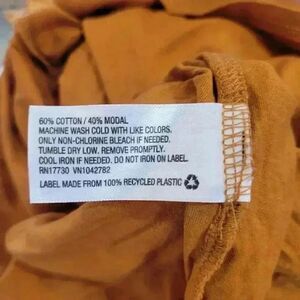 60% COTTON / 40% MODAL
MACHINE WASH COLD WITH LIKE COLORS.
ONLY NON-CHLORINE BLEACH IF NEEDED.
TUMBLE DRY LOW. REMOVE PROMPTLY.
COOL IRON IF NEEDED. DO NOT IRON ON LABEL.
RN17730 VN1042782
LABEL MADE FROM 100% RECYCLED PLASTIC